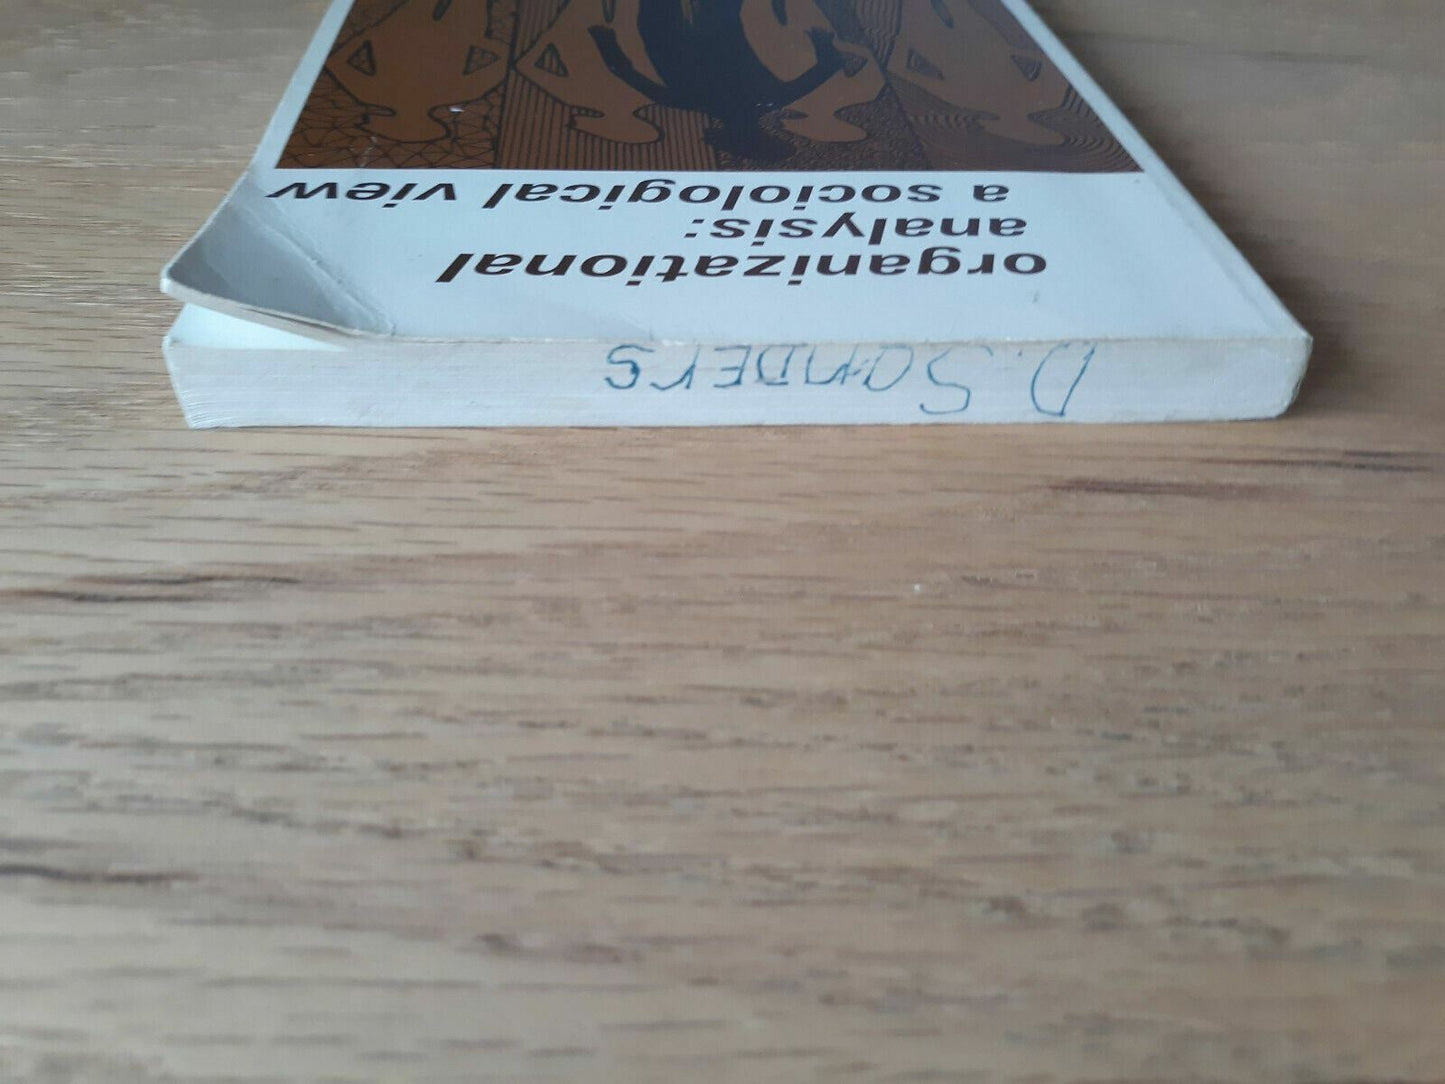 organizational
analysis:
a sociological view
D. Sanders